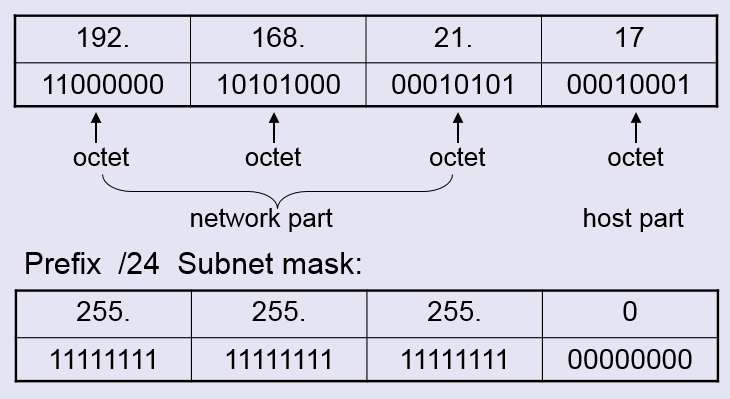 192. 168. 21. 17
11000000 10101000 00010101 00010001
octet octet octet octet
network part host part
Prefix /24 Subnet mask:
255. 255. 255. 0
11111111 11111111 11111111 00000000